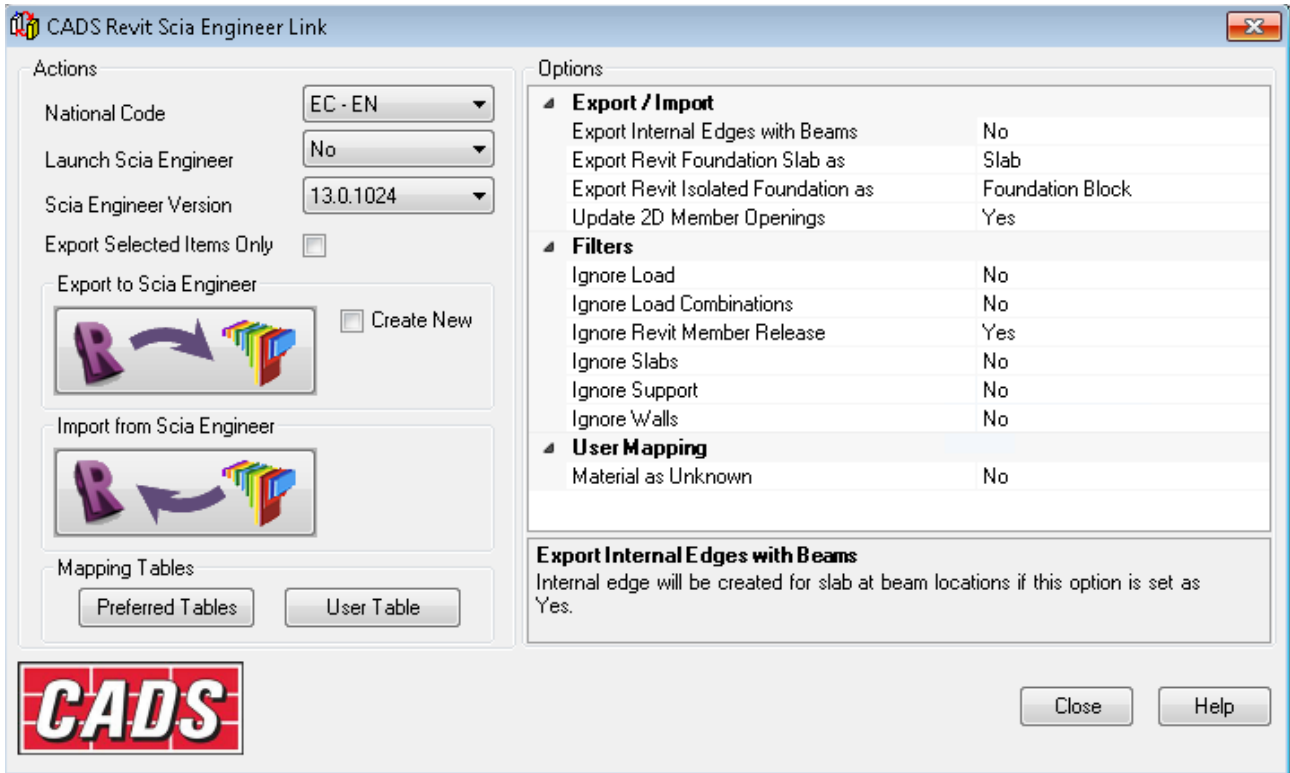 CADS Revit Scia Engineer Link
Actions
National Code EC - EN
Launch Scia Engineer No
Scia Engineer Version 13.0.1024
Export Selected Items Only
Export to Scia Engineer
R Create New
Import from Scia Engineer
R
Mapping Tables
Preferred Tables User Table
Options
Export / Import
Export Internal Edges with Beams No
Export Revit Foundation Slab as Slab
Export Revit Isolated Foundation as Foundation Block
Update 2D Member Openings Yes
Filters
Ignore Load No
Ignore Load Combinations No
Ignore Revit Member Release Yes
Ignore Slabs No
Ignore Support No
Ignore Walls No
User Mapping
Material as Unknown No
Export Internal Edges with Beams
Internal edge will be created for slab at beam locations if this option is set as
Yes.
CADS
Close Help